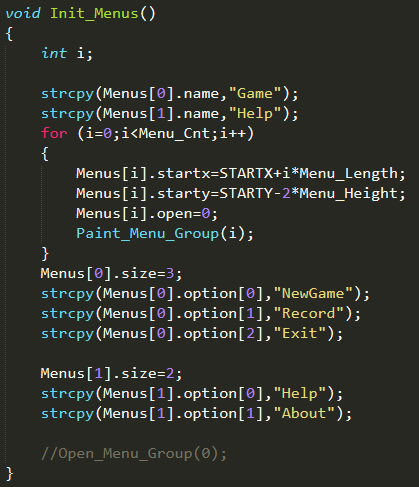 void Init_Menus()
{
    int i;

    strcpy(Menus[0].name,"Game");
    strcpy(Menus[1].name,"Help");
    for (i=0;i<Menu_Cnt;i++)
    {
        Menus[i].startx=STARTX+i*Menu_Length;
        Menus[i].starty=STARTY-2*Menu_Height;
        Menus[i].open=0;
        Paint_Menu_Group(i);
    }
    Menus[0].size=3;
    strcpy(Menus[0].option[0],"NewGame");
    strcpy(Menus[0].option[1],"Record");
    strcpy(Menus[0].option[2],"Exit");

    Menus[1].size=2;
    strcpy(Menus[1].option[0],"Help");
    strcpy(Menus[1].option[1],"About");

    //Open_Menu_Group(0);
}